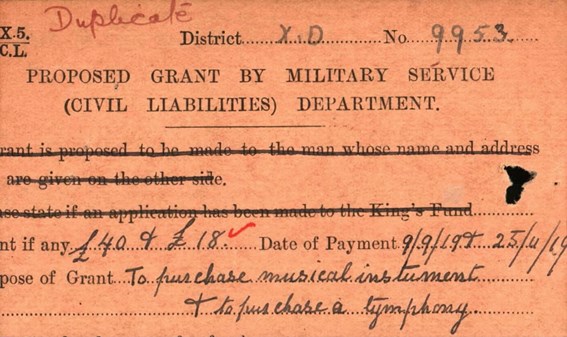 Duplicate
X.5. District X.D No 9953.
C.L.
PROPOSED GRANT BY MILITARY SERVICE
(CIVIL LIABILITIES) DEPARTMENT.
rant is proposed to be made to the man whose name and address
are given on the other side.
ase state if an application has been made to the King's Fund
nt if any £40 & £18. Date of Payment 9/9/19 & 25/11/19
pose of Grant To purchase musical instument
& to purchase a tymphony.